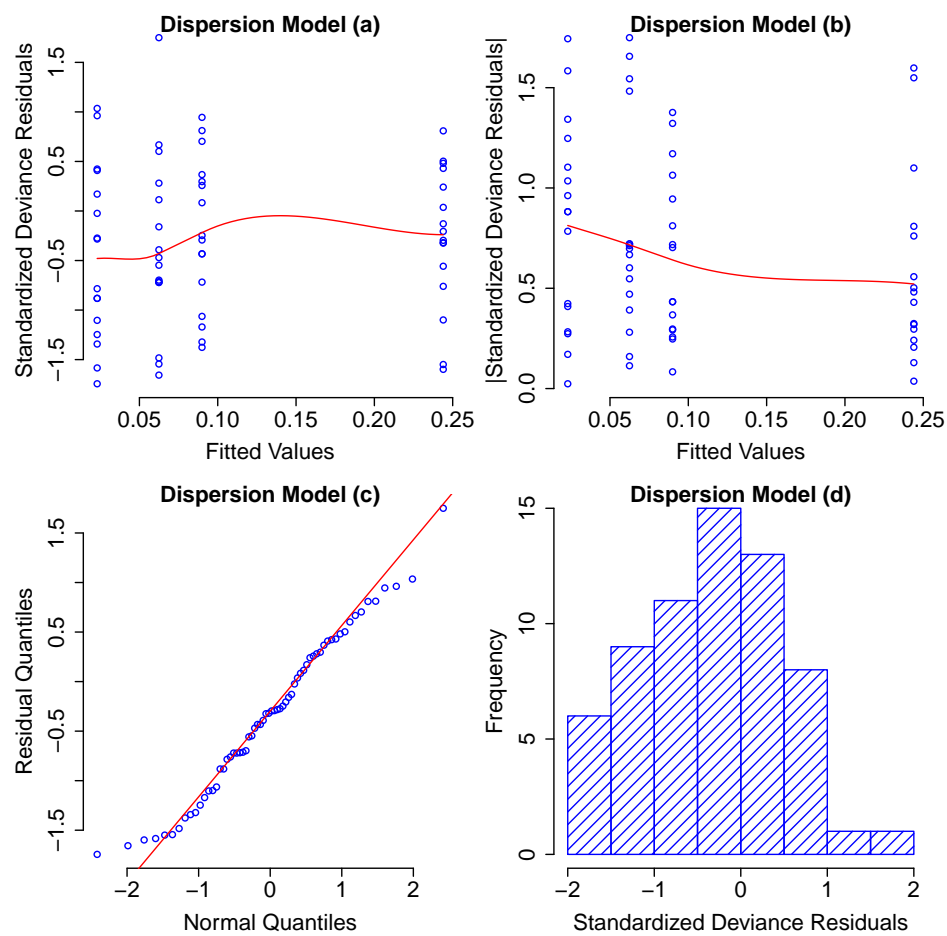 Dispersion Model (a)
Standardized Deviance Residuals
1.5
0.5
−0.5
−1.5
0.05 0.10 0.15 0.20 0.25
Fitted Values
Dispersion Model (b)
|Standardized Deviance Residuals|
1.5
1.0
0.5
0.0
0.05 0.10 0.15 0.20 0.25
Fitted Values
Dispersion Model (c)
Residual Quantiles
1.5
0.5
−0.5
−1.5
−2 −1 0 1 2
Normal Quantiles
Dispersion Model (d)
Frequency
15
10
5
0
−2 −1 0 1 2
Standardized Deviance Residuals